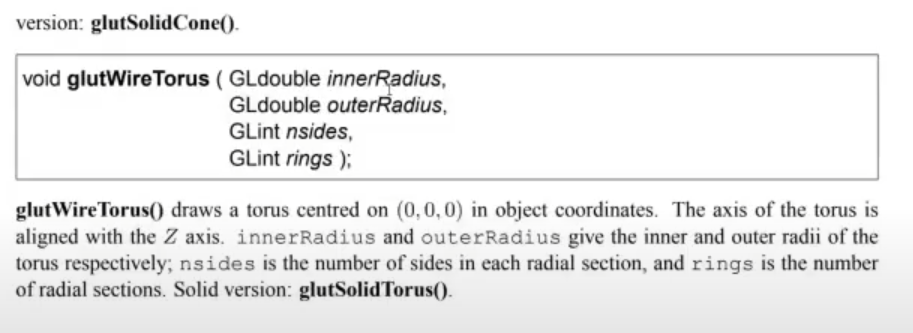 version: glutSolidCone().
void glutWireTorus ( GLdouble innerRadius,
GLdouble outerRadius,
GLint nsides,
GLint rings );
glutWireTorus() draws a torus centred on (0, 0, 0) in object coordinates. The axis of the torus is
aligned with the Z axis. innerRadius and outerRadius give the inner and outer radii of the
torus respectively; nsides is the number of sides in each radial section, and rings is the number
of radial sections. Solid version: glutSolidTorus().